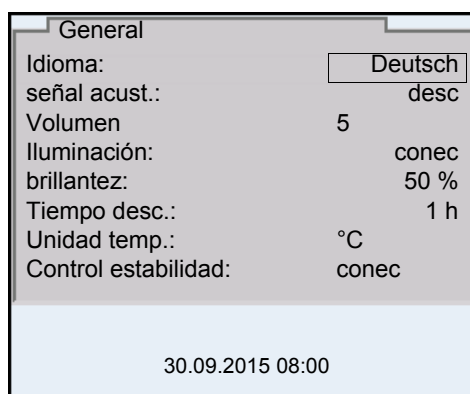 General
Idioma: Deutsch
señal acust.: desc
Volumen 5
Iluminación: conec
brillantez: 50 %
Tiempo desc.: 1 h
Unidad temp.: °C
Control estabilidad: conec
30.09.2015 08:00